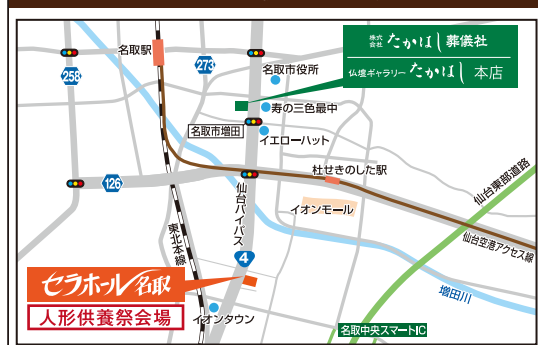 株式会社 たかはし 葬儀社
仏壇ギャラリー たかはし 本店
名取駅
273
258
名取市役所
寿の三色最中
名取市増田
イエローハット
126
杜せきのした駅
仙台東部道路
仙台バイパス
イオンモール
東北本線
4
仙台空港アクセス線
セラホール名取
人形供養祭会場
イオンタウン
増田川
名取中央スマートIC